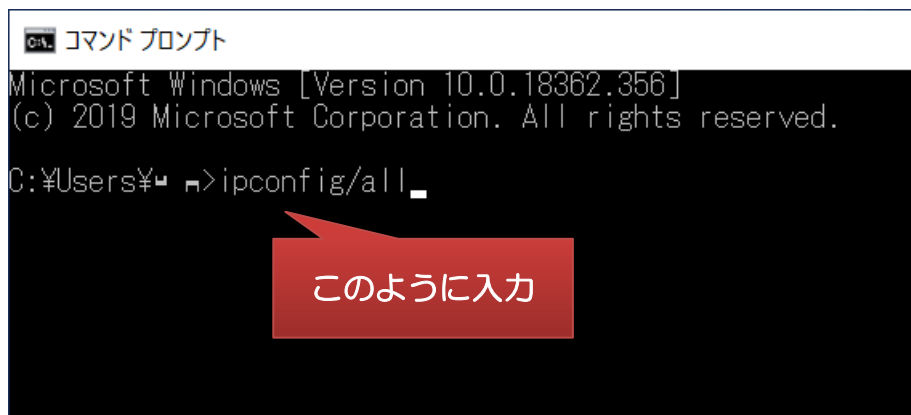 コマンド プロンプト
Microsoft Windows [Version 10.0.18362.356]
(c) 2019 Microsoft Corporation. All rights reserved.
C:¥Users¥ >ipconfig/all
このように入力